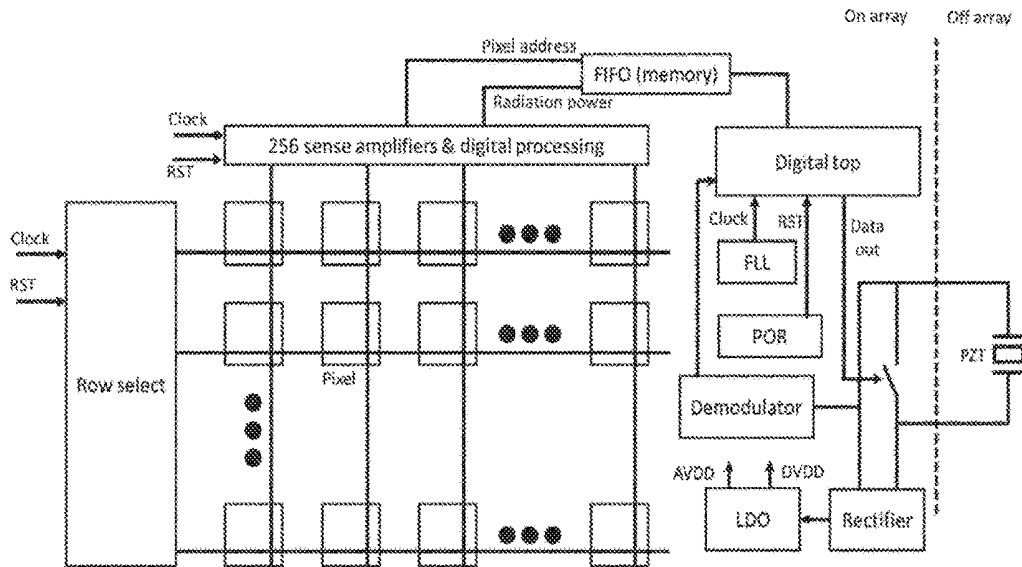 On array
Off array
Pixel address
FIFO (memory)
Radiation power
Clock
RST
256 sense amplifiers & digital processing
Digital top
Clock
RST
Row select
Pixel
Clock
RST
Data
out
FLL
POR
PZT
Demodulator
AVDD
DVDD
LDO
Rectifier